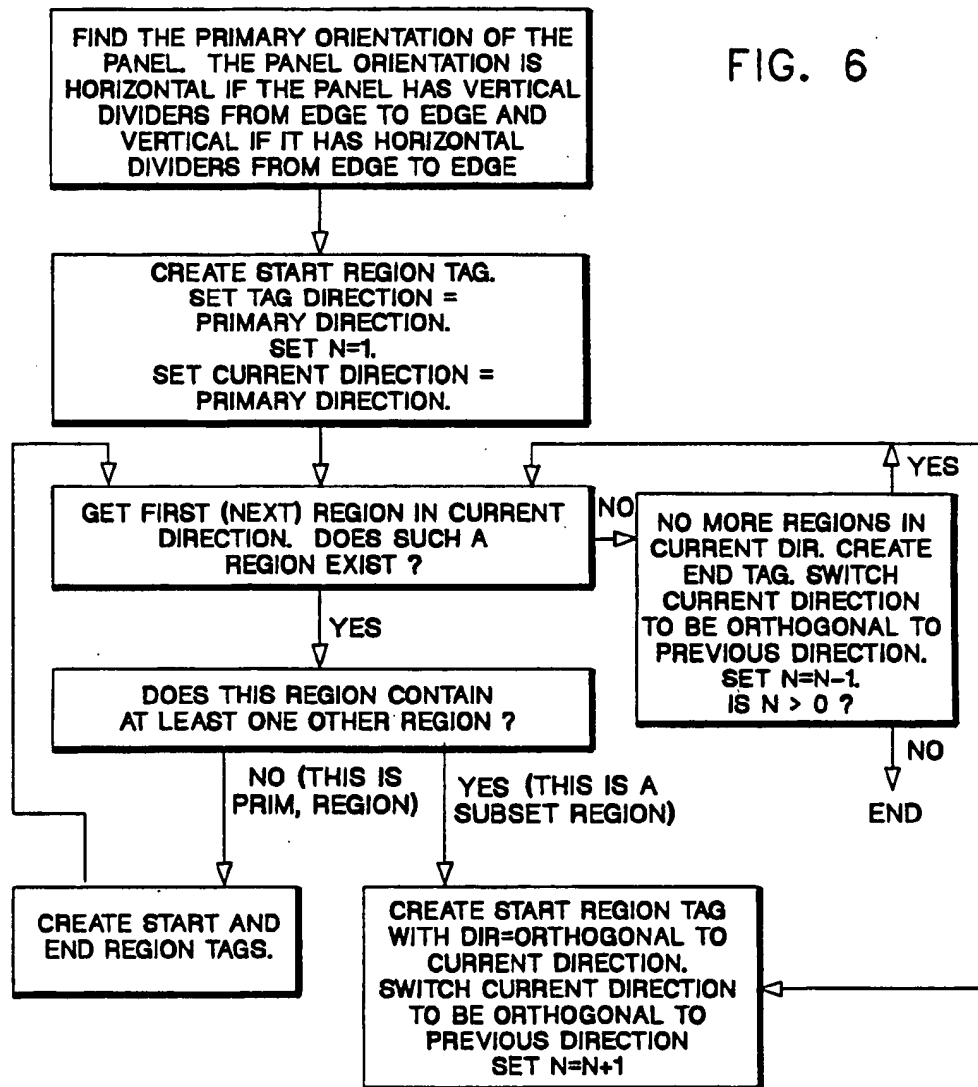 FIND THE PRIMARY ORIENTATION OF THE
PANEL. THE PANEL ORIENTATION IS
HORIZONTAL IF THE PANEL HAS VERTICAL
DIVIDERS FROM EDGE TO EDGE AND
VERTICAL IF IT HAS HORIZONTAL
DIVIDERS FROM EDGE TO EDGE
FIG. 6
CREATE START REGION TAG.
SET TAG DIRECTION =
PRIMARY DIRECTION.
SET N=1.
SET CURRENT DIRECTION =
PRIMARY DIRECTION.
GET FIRST (NEXT) REGION IN CURRENT
DIRECTION. DOES SUCH A
REGION EXIST ?
NO
YES
NO MORE REGIONS IN
CURRENT DIR. CREATE
END TAG. SWITCH
CURRENT DIRECTION
TO BE ORTHOGONAL TO
PREVIOUS DIRECTION.
SET N=N-1.
IS N > 0 ?
YES
NO
END
DOES THIS REGION CONTAIN
AT LEAST ONE OTHER REGION ?
NO (THIS IS
PRIM, REGION)
YES (THIS IS A
SUBSET REGION)
CREATE START AND
END REGION TAGS.
CREATE START REGION TAG
WITH DIR=ORTHOGONAL TO
CURRENT DIRECTION.
SWITCH CURRENT DIRECTION
TO BE ORTHOGONAL TO
PREVIOUS DIRECTION
SET N=N+1